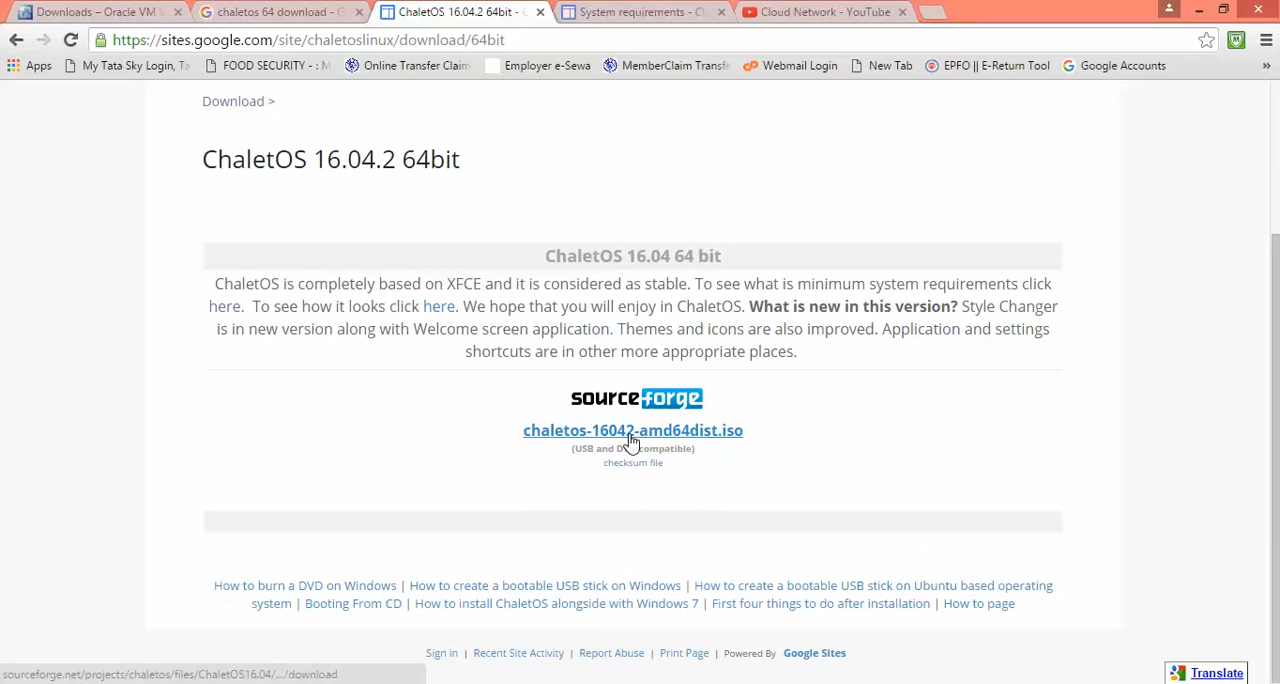 Downloads – Oracle VM
chaletos 64 download - G
ChaletOS 16.04.2 64bit -
System requirements - C
Cloud Network - YouTube
https://sites.google.com/site/chaletoslinux/download/64bit
Apps
My Tata Sky Login, Ta
FOOD SECURITY - : M
Online Transfer Claim
Employer e-Sewa
MemberClaim Transfe
Webmail Login
New Tab
EPFO || E-Return Tool
Google Accounts
»
Download >
ChaletOS 16.04.2 64bit
ChaletOS 16.04 64 bit
ChaletOS is completely based on XFCE and it is considered as stable. To see what is minimum system requirements click
here. To see how it looks click here. We hope that you will enjoy in ChaletOS. What is new in this version? Style Changer
is in new version along with Welcome screen application. Themes and icons are also improved. Application and settings
shortcuts are in other more appropriate places.
sourceforge
chaletos-16042-amd64dist.iso
(USB and D compatible)
checksum file
How to burn a DVD on Windows | How to create a bootable USB stick on Windows | How to create a bootable USB stick on Ubuntu based operating
system | Booting From CD | How to install ChaletOS alongside with Windows 7 | First four things to do after installation | How to page
Sign in | Recent Site Activity | Report Abuse | Print Page | Powered By Google Sites
sourceforge.net/projects/chaletos/files/ChaletOS16.04/.../download
Translate